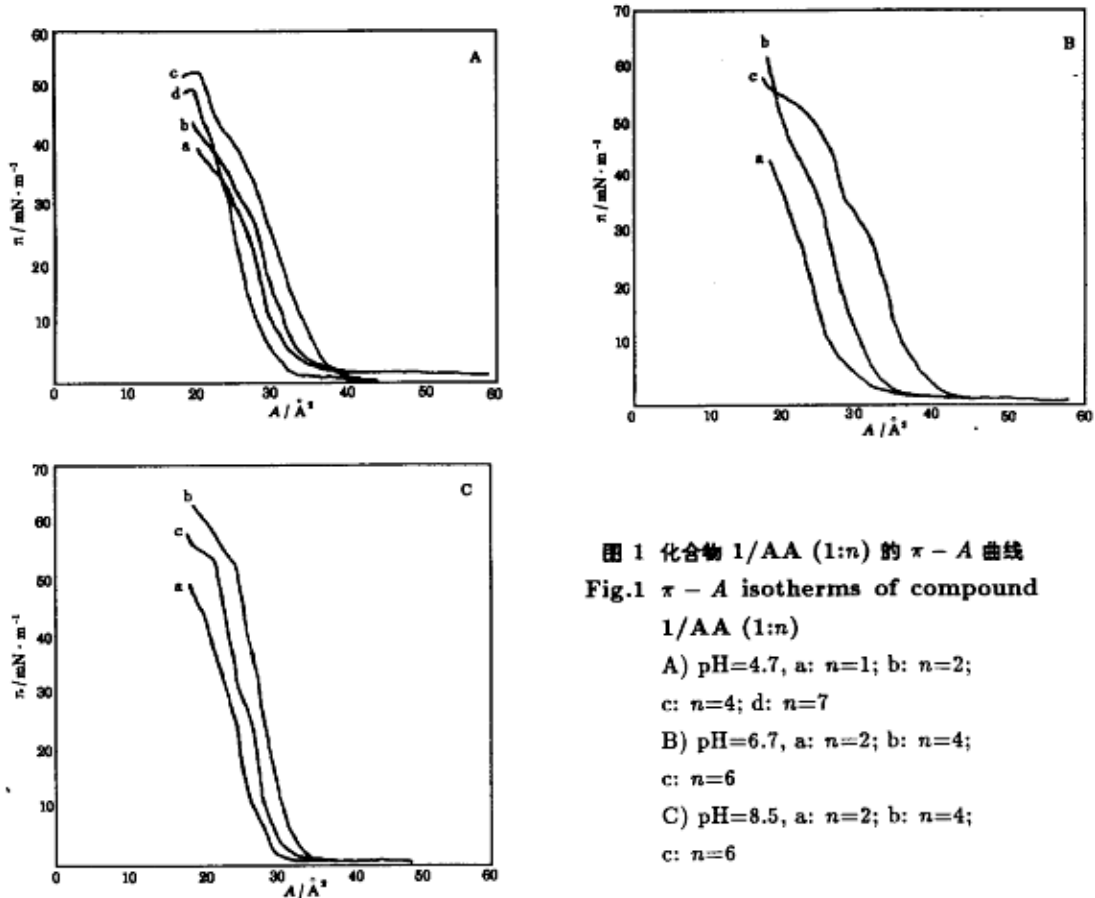 60
50
40
30
20
10
0
10
20
30
40
50
60
π / mN · m⁻¹
A / Å²
A
c
d
b
a
70
60
50
40
30
20
10
0
10
20
30
40
50
60
π / mN · m⁻¹
A / Å²
B
b
c
a
70
60
50
40
30
20
10
0
10
20
30
40
50
60
π / mN · m⁻¹
A / Å²
C
b
c
a
图 1 化合物 1/AA (1:n) 的 π − A 曲线
Fig.1 π − A isotherms of compound
1/AA (1:n)
A) pH=4.7, a: n=1; b: n=2;
c: n=4; d: n=7
B) pH=6.7, a: n=2; b: n=4;
c: n=6
C) pH=8.5, a: n=2; b: n=4;
c: n=6